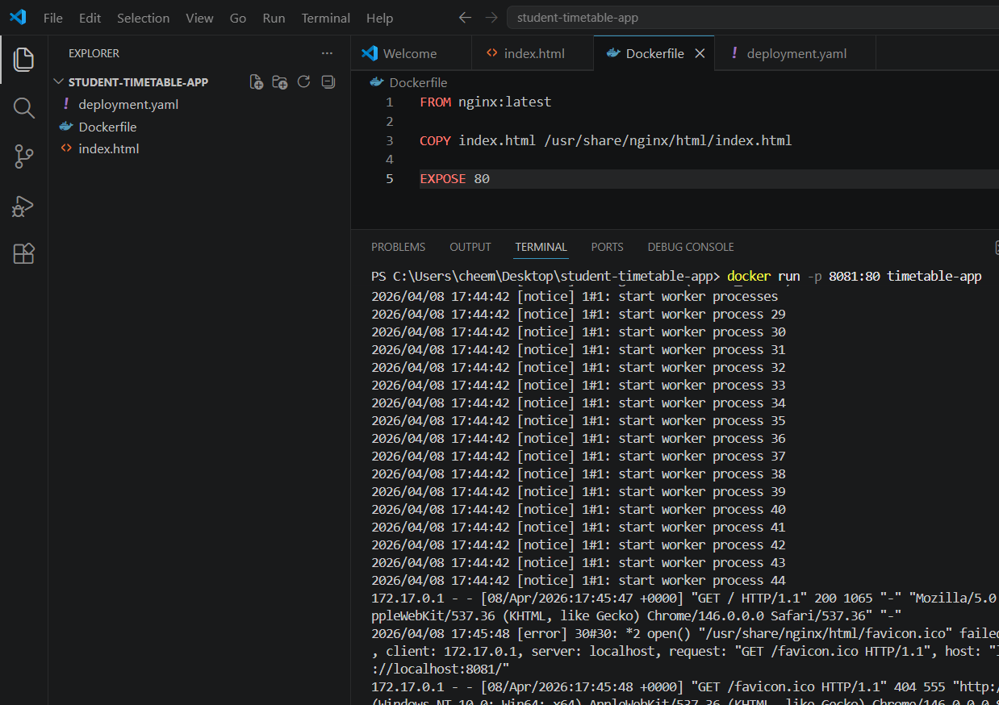 File Edit Selection View Go Run Terminal Help
student-timetable-app
EXPLORER
STUDENT-TIMETABLE-APP
deployment.yaml
Dockerfile
index.html
Welcome
index.html
Dockerfile
deployment.yaml
Dockerfile
1 FROM nginx:latest
2
3 COPY index.html /usr/share/nginx/html/index.html
4
5 EXPOSE 80
PROBLEMS OUTPUT TERMINAL PORTS DEBUG CONSOLE
PS C:\Users\cheem\Desktop\student-timetable-app> docker run -p 8081:80 timetable-app
2026/04/08 17:44:42 [notice] 1#1: start worker processes
2026/04/08 17:44:42 [notice] 1#1: start worker process 29
2026/04/08 17:44:42 [notice] 1#1: start worker process 30
2026/04/08 17:44:42 [notice] 1#1: start worker process 31
2026/04/08 17:44:42 [notice] 1#1: start worker process 32
2026/04/08 17:44:42 [notice] 1#1: start worker process 33
2026/04/08 17:44:42 [notice] 1#1: start worker process 34
2026/04/08 17:44:42 [notice] 1#1: start worker process 35
2026/04/08 17:44:42 [notice] 1#1: start worker process 36
2026/04/08 17:44:42 [notice] 1#1: start worker process 37
2026/04/08 17:44:42 [notice] 1#1: start worker process 38
2026/04/08 17:44:42 [notice] 1#1: start worker process 39
2026/04/08 17:44:42 [notice] 1#1: start worker process 40
2026/04/08 17:44:42 [notice] 1#1: start worker process 41
2026/04/08 17:44:42 [notice] 1#1: start worker process 42
2026/04/08 17:44:42 [notice] 1#1: start worker process 43
2026/04/08 17:44:42 [notice] 1#1: start worker process 44
172.17.0.1 - - [08/Apr/2026:17:45:47 +0000] "GET / HTTP/1.1" 200 1065 "-" "Mozilla/5.0
ppleWebKit/537.36 (KHTML, like Gecko) Chrome/146.0.0.0 Safari/537.36" "-"
2026/04/08 17:45:48 [error] 30#30: *2 open() "/usr/share/nginx/html/favicon.ico" failed
, client: 172.17.0.1, server: localhost, request: "GET /favicon.ico HTTP/1.1", host: "
://localhost:8081/"
172.17.0.1 - - [08/Apr/2026:17:45:48 +0000] "GET /favicon.ico HTTP/1.1" 404 555 "http:/
(Windows NT 10.0; Win64; x64) AppleWebKit/537.36 (KHTML, like Gecko) Chrome/146.0.0.0